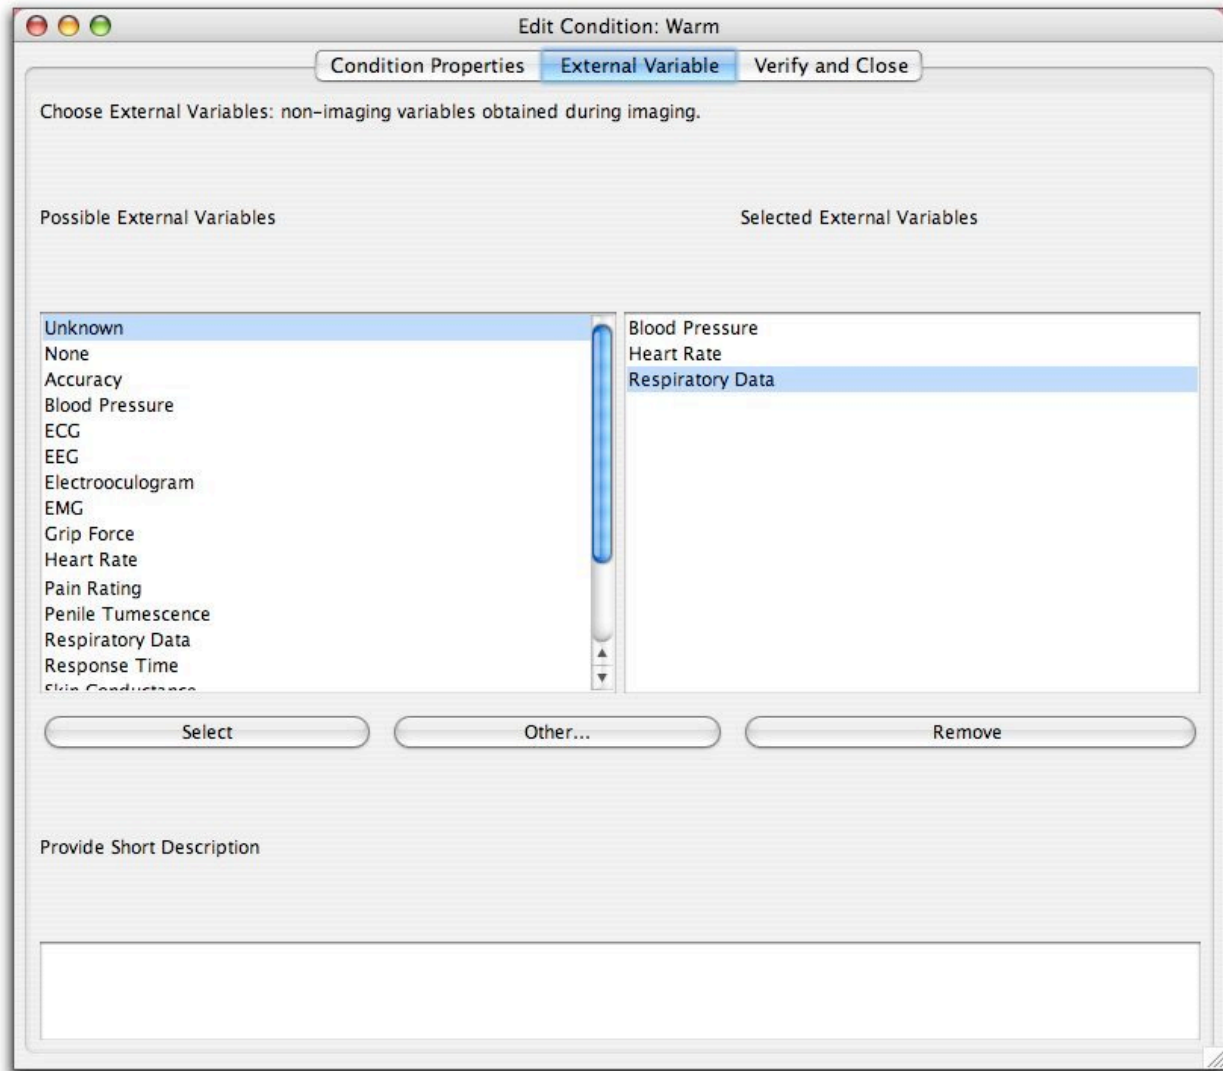 Edit Condition: Warm
Condition Properties External Variable Verify and Close
Choose External Variables: non-imaging variables obtained during imaging.
Possible External Variables Selected External Variables
Unknown
None
Accuracy
Blood Pressure
ECG
EEG
Electrooculogram
EMG
Grip Force
Heart Rate
Pain Rating
Penile Tumescence
Respiratory Data
Response Time
Skin Conductance
Blood Pressure
Heart Rate
Respiratory Data
Select Other... Remove
Provide Short Description